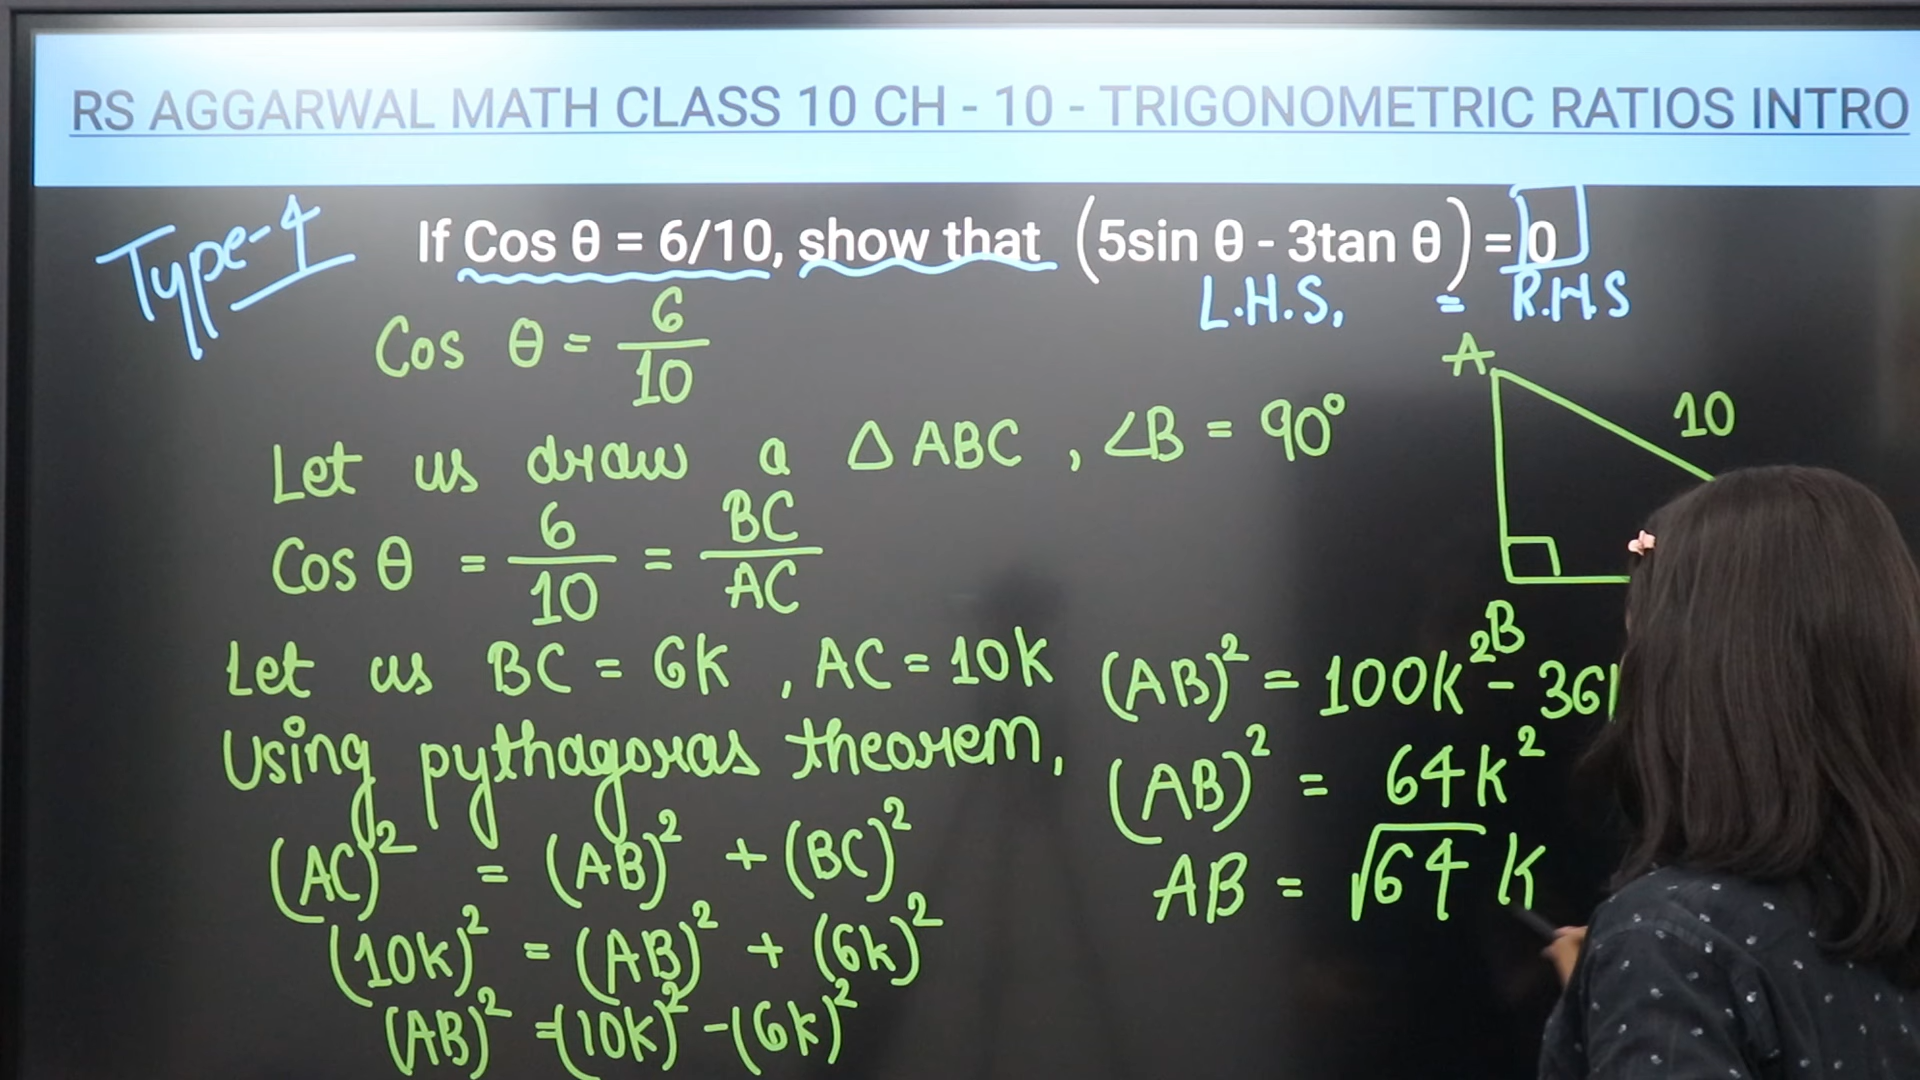 RS AGGARWAL MATH CLASS 10 CH - 10 - TRIGONOMETRIC RATIOS INTRO
Type-4
If Cos θ = 6/10, show that (5sin θ - 3tan θ) = 0
L.H.S, = R.H.S
Cos θ = 6/10
A
10
B
Let us draw a △ABC, ∠B = 90°
Cos θ = 6/10 = BC/AC
Let us BC = 6k, AC = 10k
Using pythagoras theorem,
(AC)² = (AB)² + (BC)²
(10k)² = (AB)² + (6k)²
(AB)² = (10k)² - (6k)²
(AB)² = 100k² - 36
(AB)² = 64k²
AB = √64 k